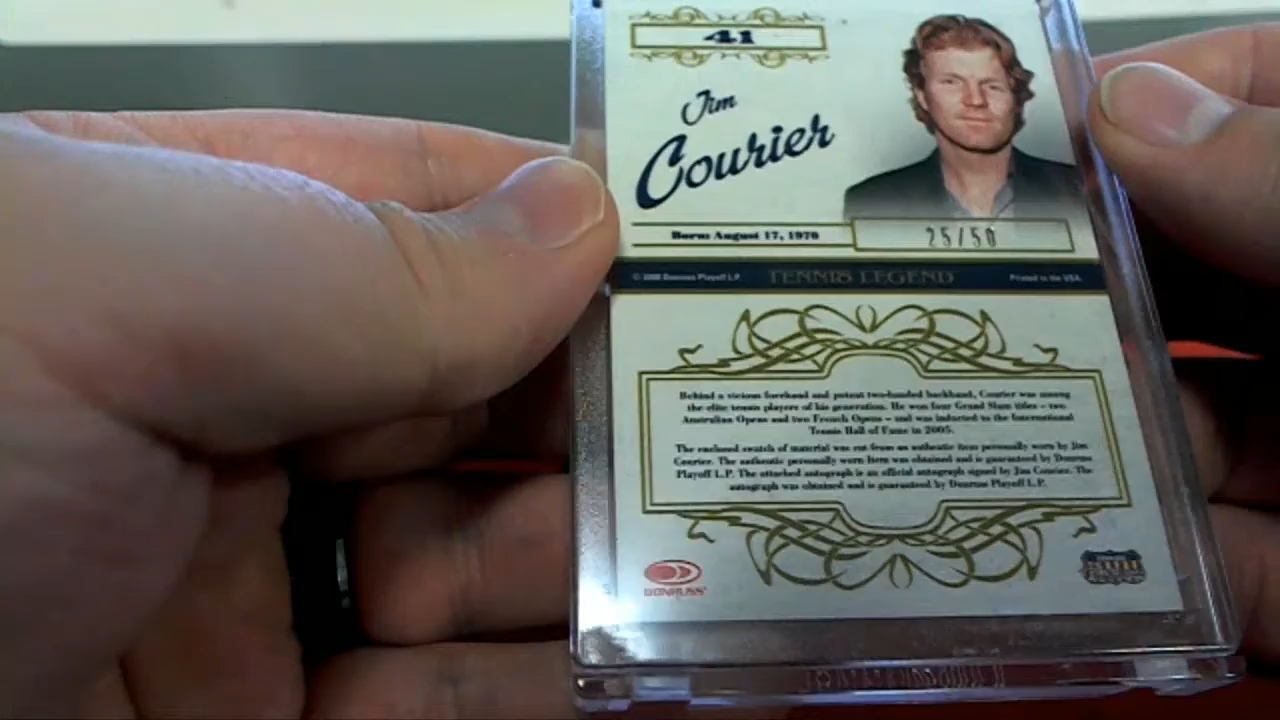 41
Jim
Courier
Born: August 17, 1970
25/50
© 2008 Donruss Playoff L.P.
TENNIS LEGEND
Printed in the USA.
Behind a vicious forehand and potent two-handed backhand, Courier was among
the elite tennis players of his generation. He won four Grand Slam titles – two
Australian Opens and two French Opens – and was inducted to the International
Tennis Hall of Fame in 2005.
The enclosed swatch of material was cut from an authentic item personally worn by Jim
Courier. The authentic personally worn item was obtained and is guaranteed by Donruss
Playoff L.P. The attached autograph is an official autograph signed by Jim Courier. The
autograph was obtained and is guaranteed by Donruss Playoff L.P.
DONRUSS